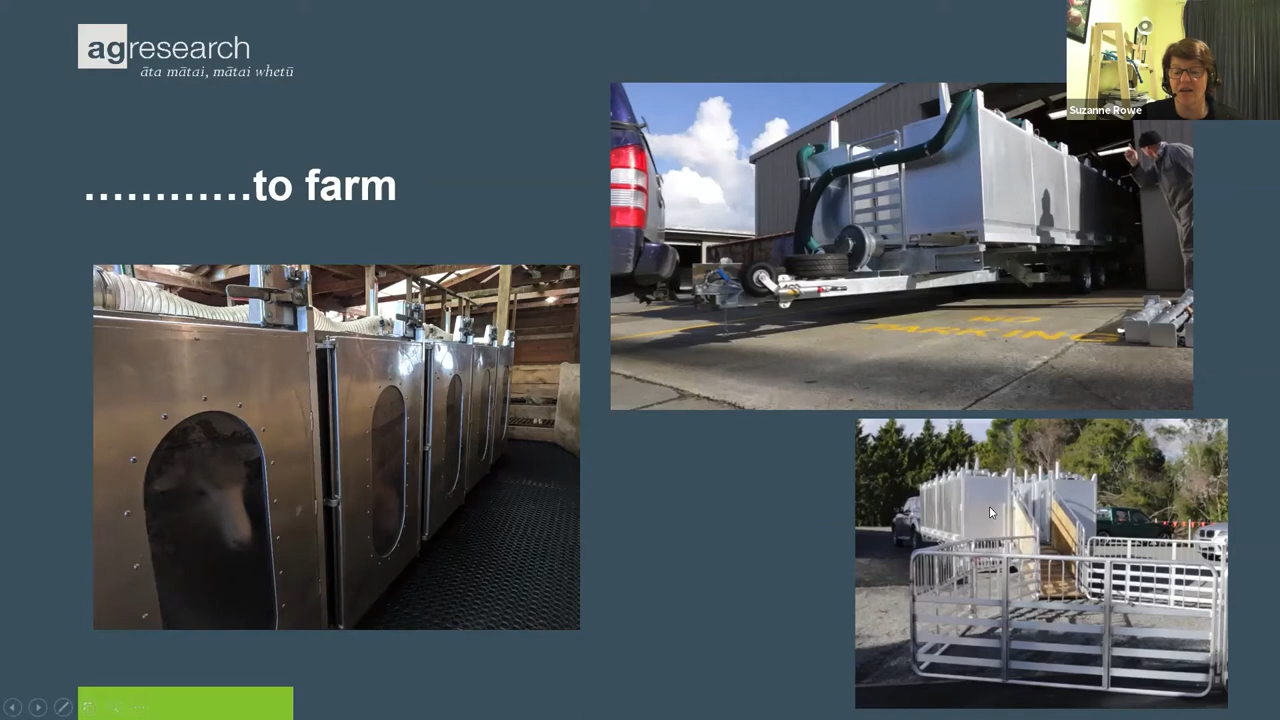 agresearch
āta mātai, mātai whetū
Suzanne Rowe
............to farm
NO
PARKING